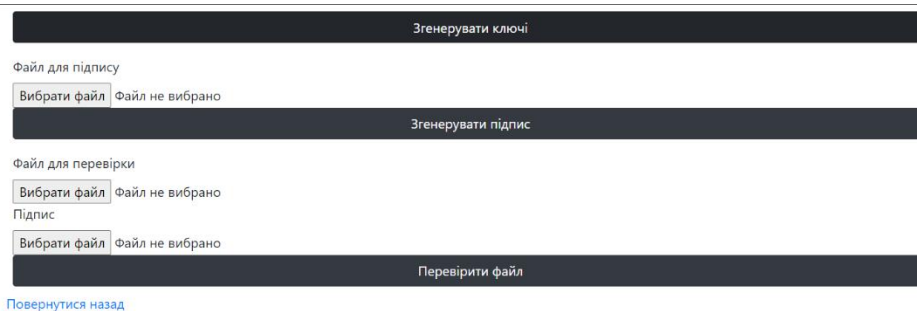 Згенерувати ключі
Файл для підпису
Вибрати файл Файл не вибрано
Згенерувати підпис
Файл для перевірки
Вибрати файл Файл не вибрано
Підпис
Вибрати файл Файл не вибрано
Перевірити файл
Повернутися назад